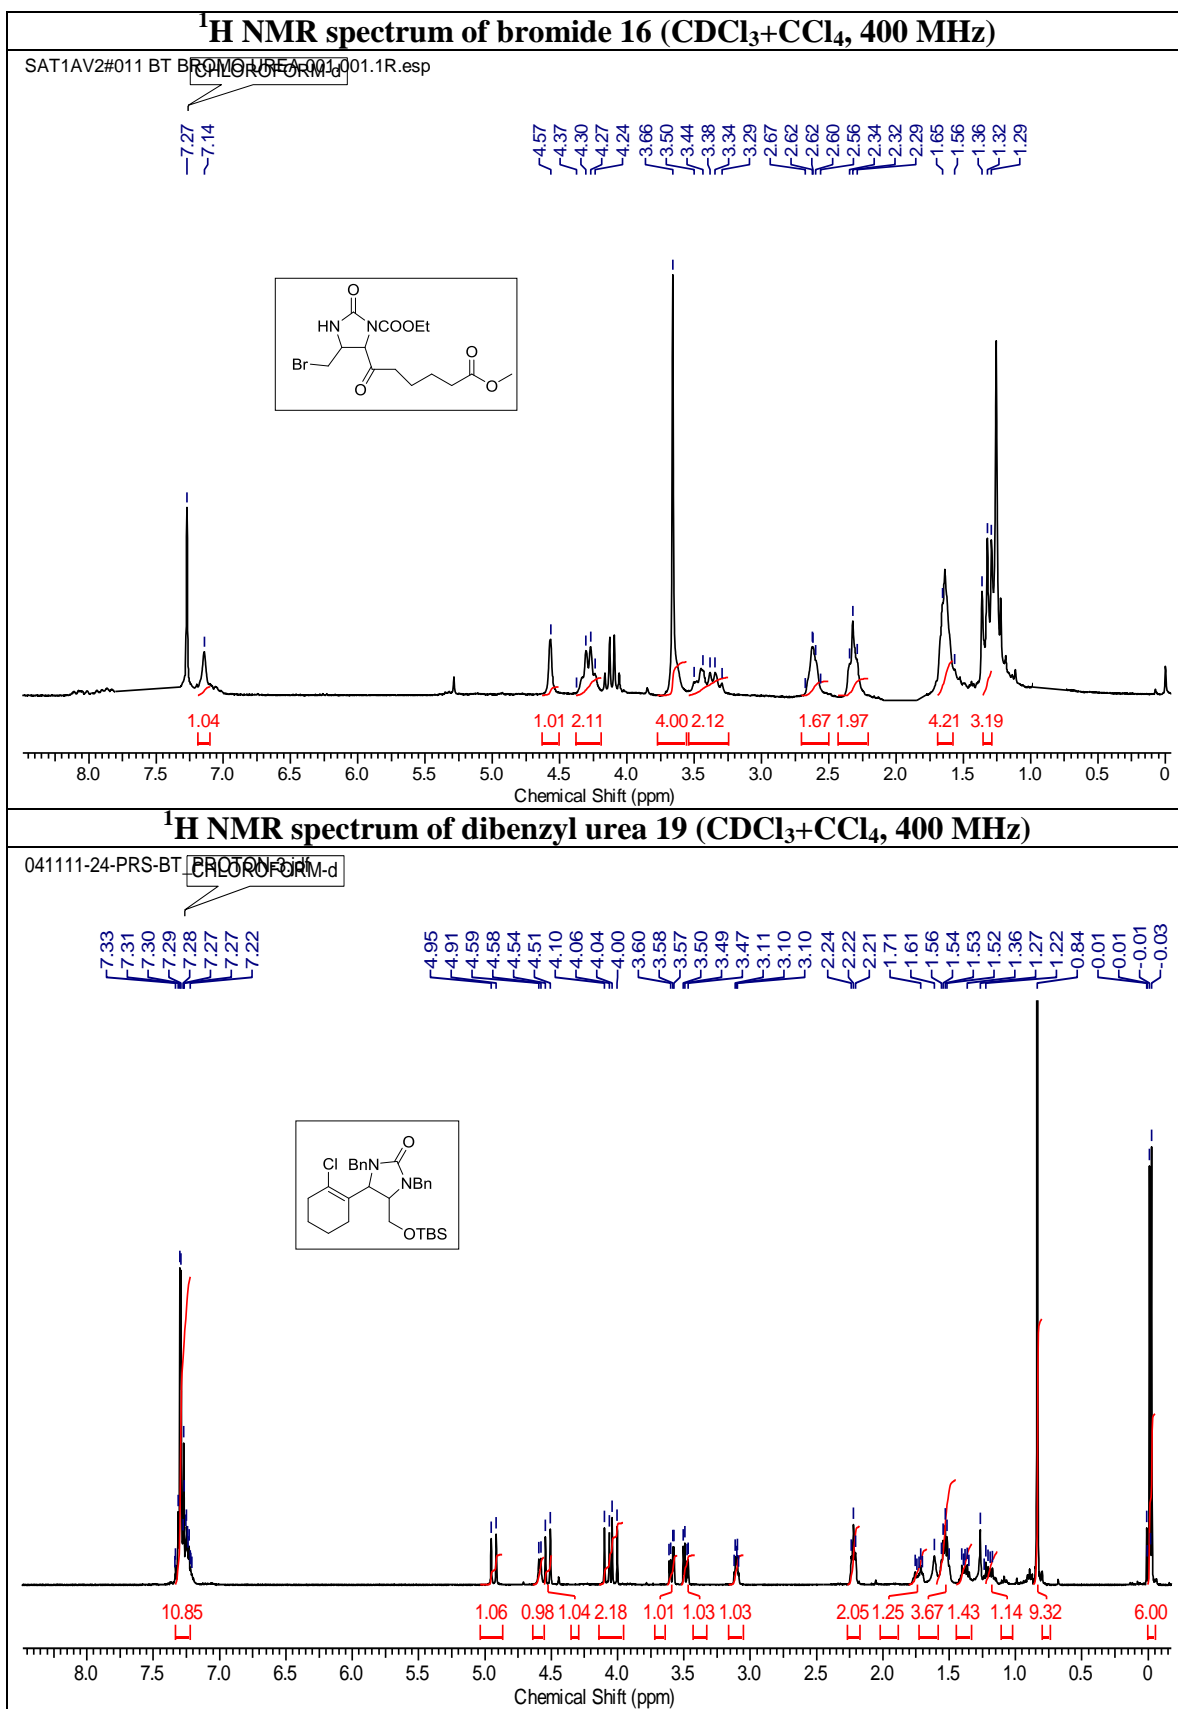 ¹H NMR spectrum of bromide 16 (CDCl₃+CCl₄, 400 MHz)
SAT1AV2#011 BT BROMO UREA 001.001.1R.esp
CHLOROFORM-d
7.27 7.14 4.57 4.37 4.30 4.27 4.24 3.66 3.50 3.44 3.38 3.34 3.29 2.67 2.62 2.62 2.60 2.56 2.34 2.32 2.29 1.65 1.56 1.36 1.32 1.29
O
HN N COOEt
Br O
O O
1.04 1.01 2.11 4.00 2.12 1.67 1.97 4.21 3.19
8.0 7.5 7.0 6.5 6.0 5.5 5.0 4.5 4.0 3.5 3.0 2.5 2.0 1.5 1.0 0.5 0
Chemical Shift (ppm)
¹H NMR spectrum of dibenzyl urea 19 (CDCl₃+CCl₄, 400 MHz)
041111-24-PRS-BT_PROTON-3.jdf
CHLOROFORM-d
7.33 7.31 7.30 7.29 7.28 7.27 7.27 7.22 4.95 4.91 4.59 4.58 4.54 4.51 4.10 4.06 4.04 4.00 3.60 3.58 3.57 3.50 3.49 3.47 3.11 3.10 3.10 2.24 2.22 2.21 1.71 1.61 1.56 1.54 1.53 1.52 1.36 1.27 1.22 0.84 0.01 0.01 -0.01 -0.03
O
Cl BnN NBn
OTBS
10.85 1.06 0.98 1.04 2.18 1.01 1.03 1.03 2.05 1.25 3.67 1.43 1.14 9.32 6.00
8.0 7.5 7.0 6.5 6.0 5.5 5.0 4.5 4.0 3.5 3.0 2.5 2.0 1.5 1.0 0.5 0
Chemical Shift (ppm)